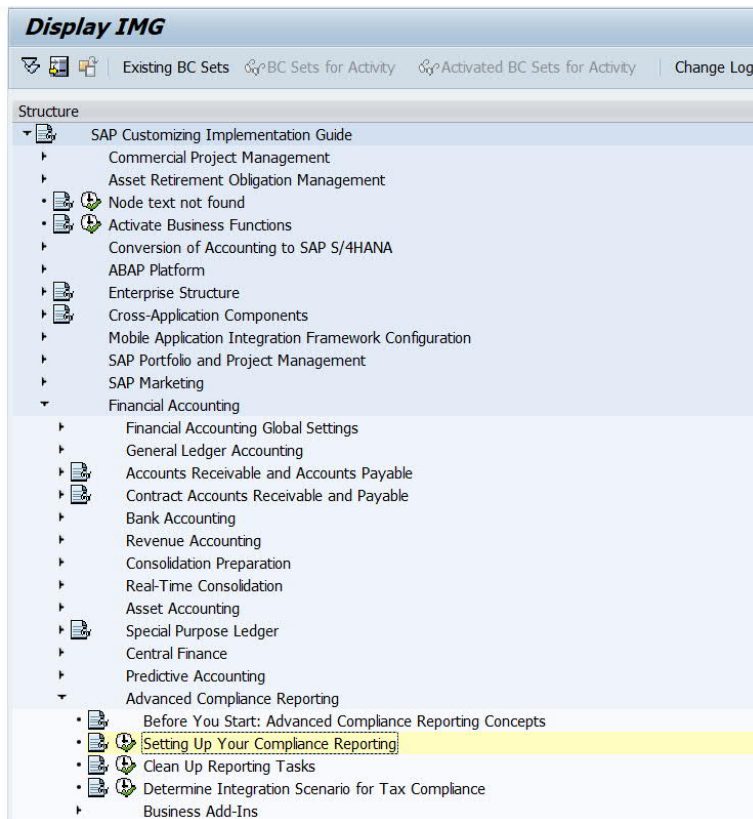 Display IMG
Existing BC Sets BC Sets for Activity Activated BC Sets for Activity Change Log
Structure
SAP Customizing Implementation Guide
Commercial Project Management
Asset Retirement Obligation Management
Node text not found
Activate Business Functions
Conversion of Accounting to SAP S/4HANA
ABAP Platform
Enterprise Structure
Cross-Application Components
Mobile Application Integration Framework Configuration
SAP Portfolio and Project Management
SAP Marketing
Financial Accounting
Financial Accounting Global Settings
General Ledger Accounting
Accounts Receivable and Accounts Payable
Contract Accounts Receivable and Payable
Bank Accounting
Revenue Accounting
Consolidation Preparation
Real-Time Consolidation
Asset Accounting
Special Purpose Ledger
Central Finance
Predictive Accounting
Advanced Compliance Reporting
Before You Start: Advanced Compliance Reporting Concepts
Setting Up Your Compliance Reporting
Clean Up Reporting Tasks
Determine Integration Scenario for Tax Compliance
Business Add-Ins